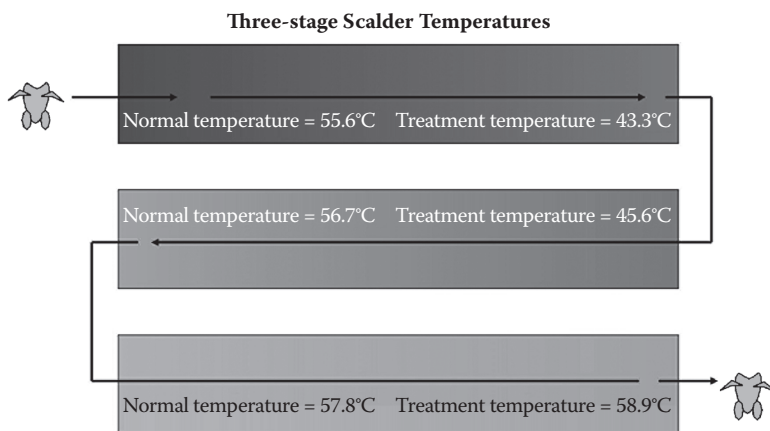 Three-stage Scalder Temperatures
Normal temperature = 55.6°C Treatment temperature = 43.3°C
Normal temperature = 56.7°C Treatment temperature = 45.6°C
Normal temperature = 57.8°C Treatment temperature = 58.9°C